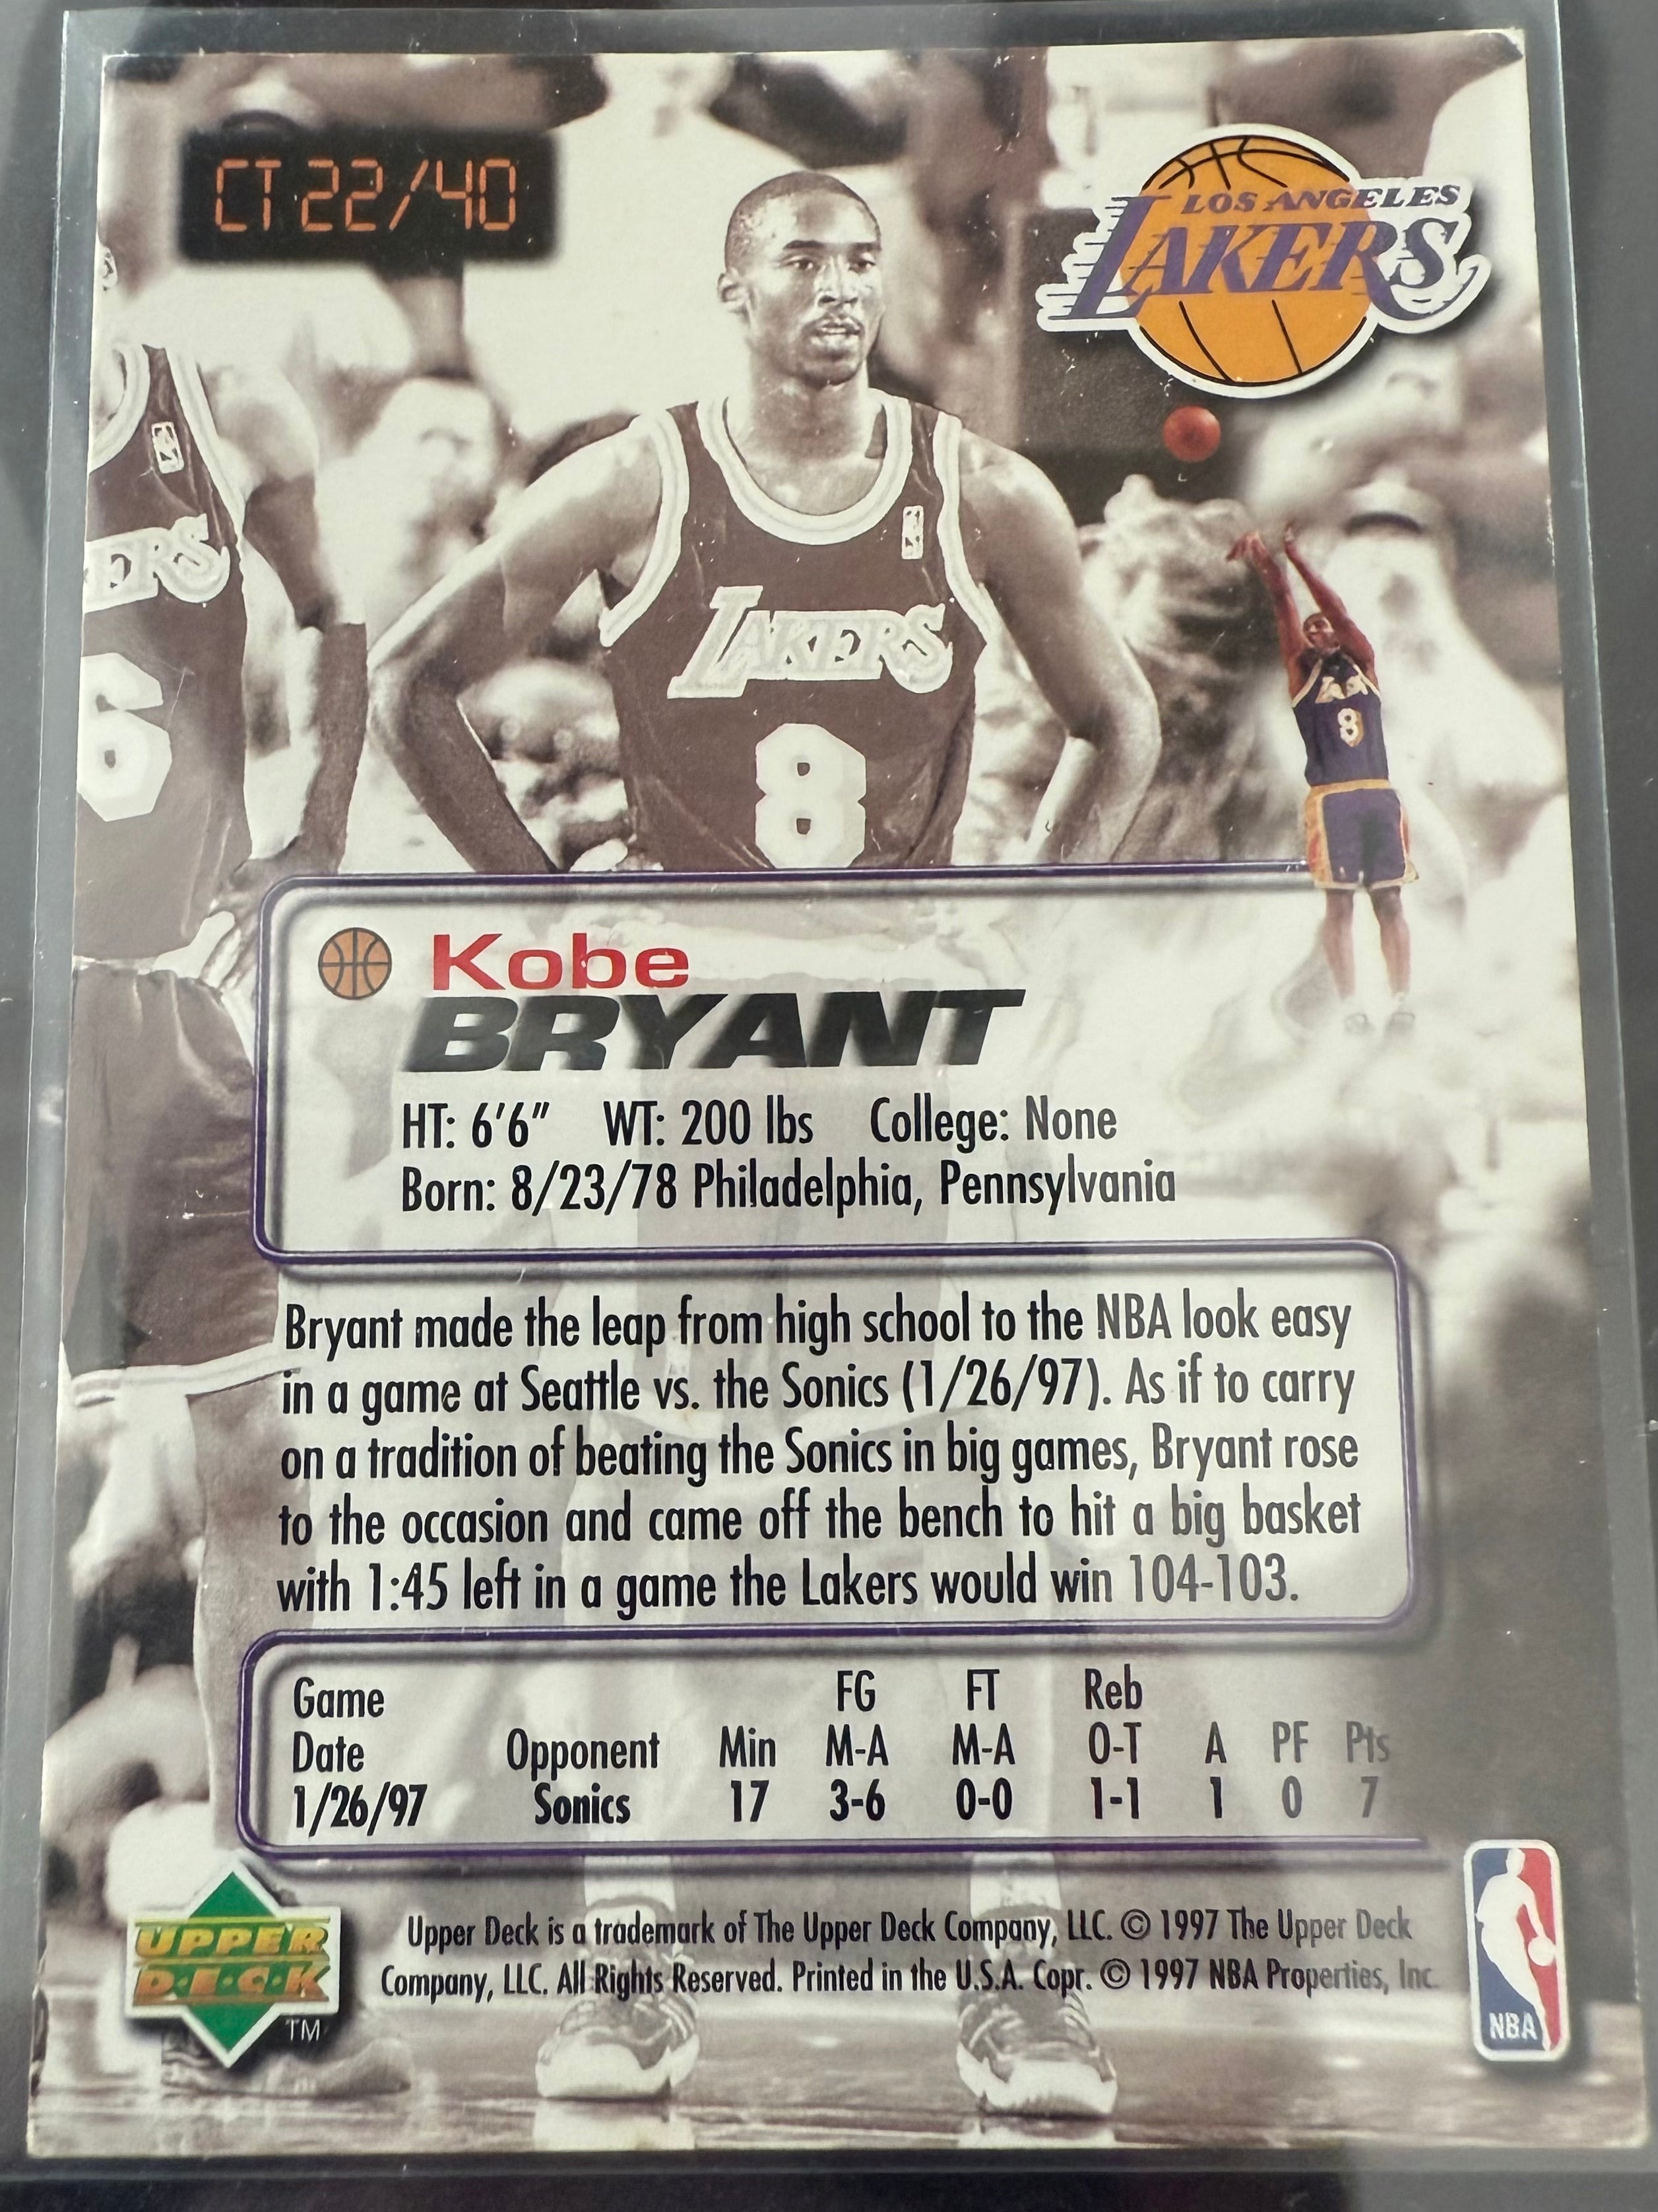 CT 22/40
LOS ANGELES
LAKERS
ERS
LAKERS
8
6
8
Kobe
BRYANT
HT: 6'6" WT: 200 lbs College: None
Born: 8/23/78 Philadelphia, Pennsylvania
Bryant made the leap from high school to the NBA look easy
in a game at Seattle vs. the Sonics (1/26/97). As if to carry
on a tradition of beating the Sonics in big games, Bryant rose
to the occasion and came off the bench to hit a big basket
with 1:45 left in a game the Lakers would win 104-103.
Game FG FT Reb
Date Opponent Min M-A M-A O-T A PF Pts
1/26/97 Sonics 17 3-6 0-0 1-1 1 0 7
UPPER
D·E·C·K
TM
Upper Deck is a trademark of The Upper Deck Company, LLC. © 1997 The Upper Deck
Company, LLC. All Rights Reserved. Printed in the U.S.A. Copr. © 1997 NBA Properties, Inc.
NBA